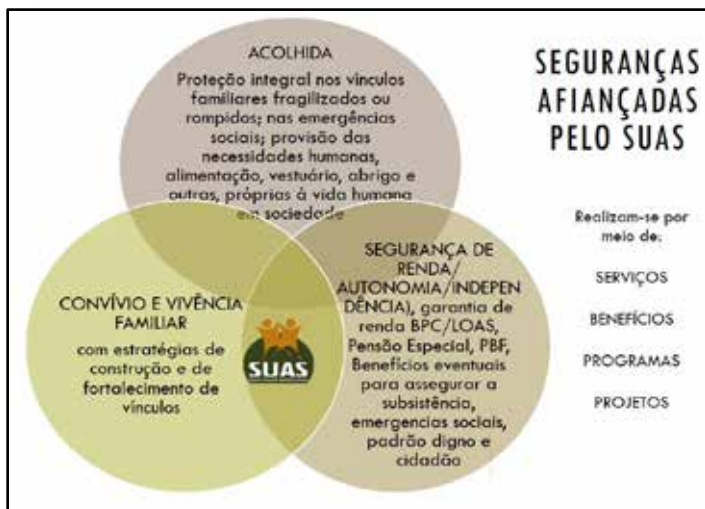 ACOLHIDA
Proteção integral nos vínculos
familiares fragilizados ou
rompidos; nas emergências
sociais; provisão das
necessidades humanas,
alimentação, vestuário, abrigo e
outras, próprias á vida humana
em sociedade
CONVÍVIO E VIVÊNCIA
FAMILIAR
com estratégias de
construção e de
fortalecimento de
vínculos
SUAS
SEGURANÇA DE
RENDA/
AUTONOMIA/INDEPEN
DÊNCIA), garantia de
renda BPC/LOAS,
Pensão Especial, PBF,
Benefícios eventuais
para assegurar a
subsistência,
emergencias sociais,
padrão digno e
cidadão
SEGURANÇAS
AFIANÇADAS
PELO SUAS
Realizam-se por
meio de:
SERVIÇOS
BENEFÍCIOS
PROGRAMAS
PROJETOS